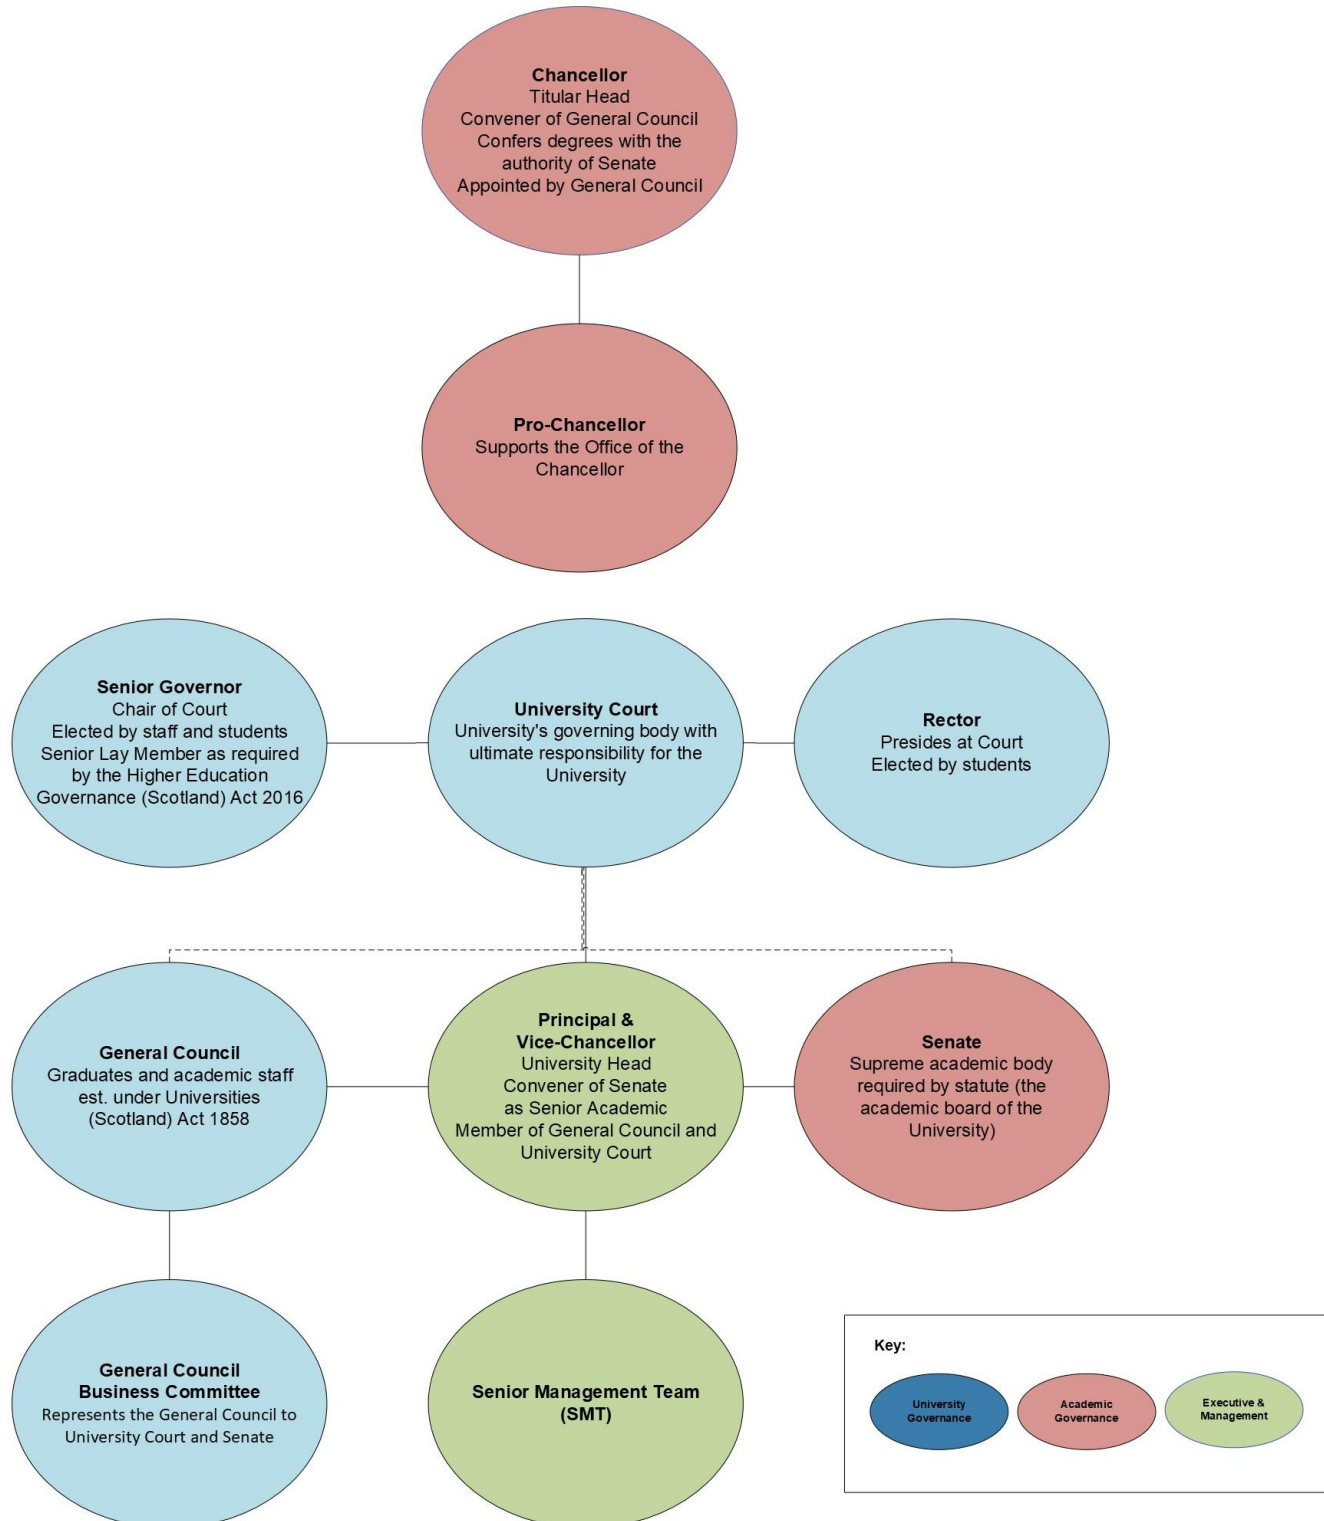 Chancellor
Titular Head
Convener of General Council
Confers degrees with the
authority of Senate
Appointed by General Council
Pro-Chancellor
Supports the Office of the
Chancellor
Senior Governor
Chair of Court
Elected by staff and students
Senior Lay Member as required
by the Higher Education
Governance (Scotland) Act 2016
University Court
University's governing body with
ultimate responsibility for the
University
Rector
Presides at Court
Elected by students
General Council
Graduates and academic staff
est. under Universities
(Scotland) Act 1858
Principal &
Vice-Chancellor
University Head
Convener of Senate
as Senior Academic
Member of General Council and
University Court
Senate
Supreme academic body
required by statute (the
academic board of the
University)
General Council
Business Committee
Represents the General Council to
University Court and Senate
Senior Management Team
(SMT)
Key:
University
Governance
Academic
Governance
Executive &
Management